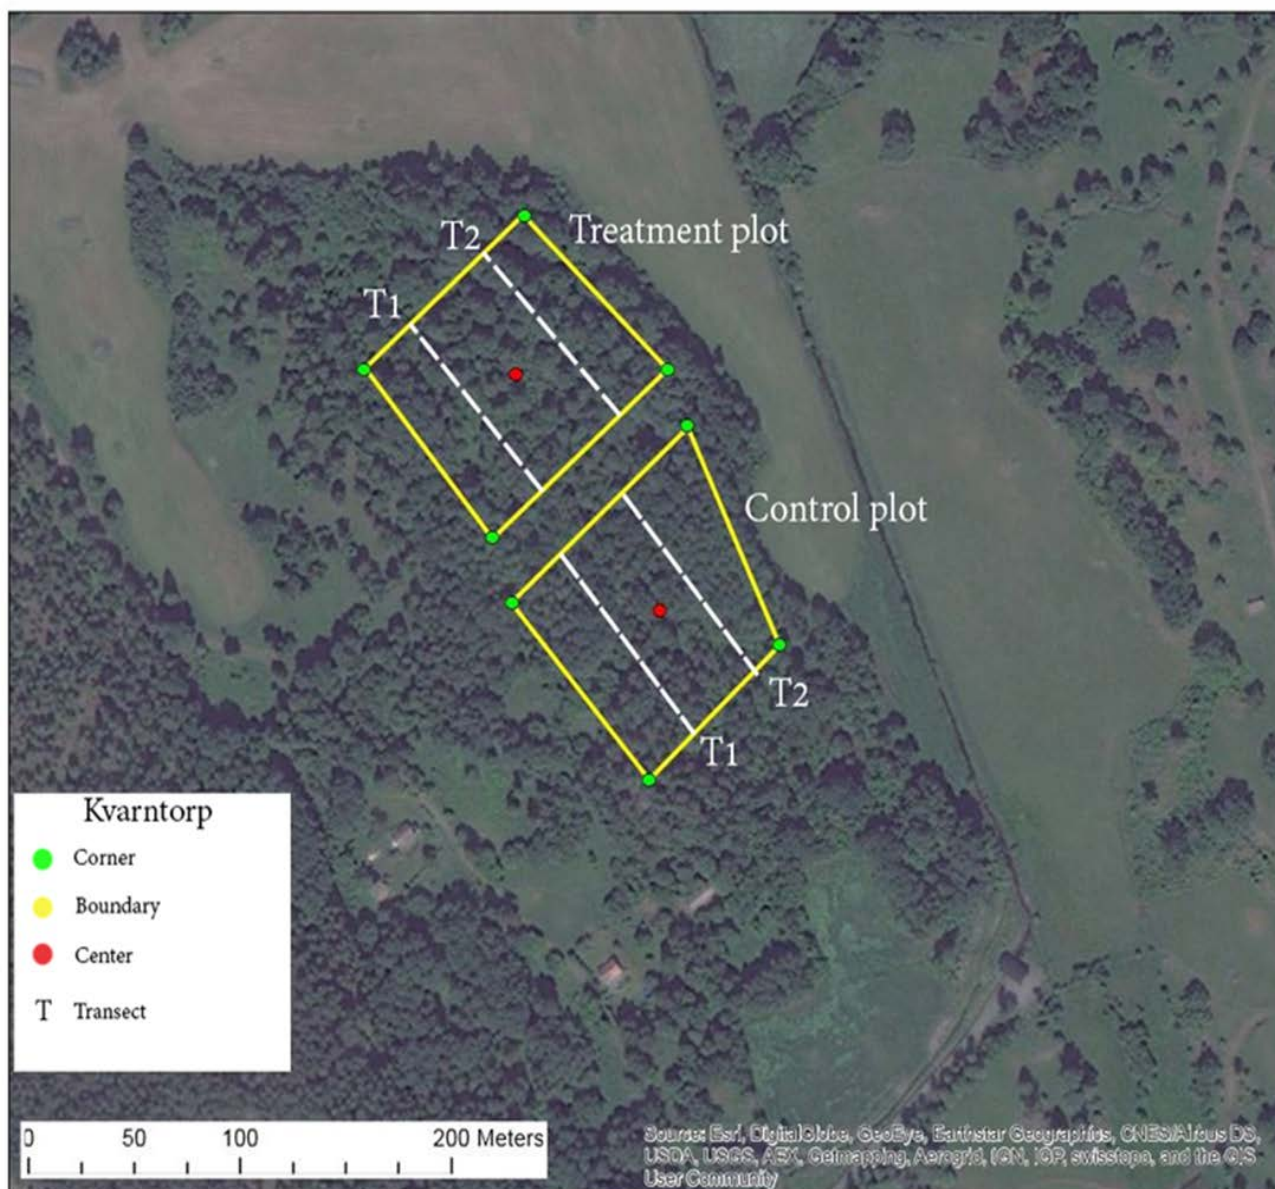 T2
Treatment plot
T1
Control plot
T2
T1
Kvarntorp
Corner
Boundary
Center
T Transect
0 50 100 200 Meters
Source: Esri, DigitalGlobe, GeoEye, Earthstar Geographics, CNES/Airbus DS,
USDA, USGS, AEX, Getmapping, Aerogrid, IGN, IGP, swisstopo, and the GIS
User Community